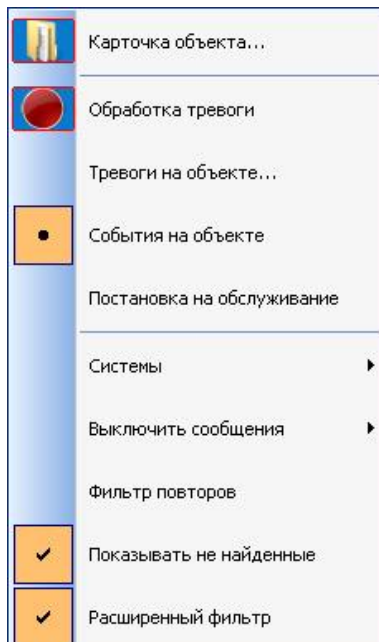 Карточка объекта...
Обработка тревоги
Тревоги на объекте...
События на объекте
Постановка на обслуживание
Системы
Выключить сообщения
Фильтр повторов
Показывать не найденные
Расширенный фильтр